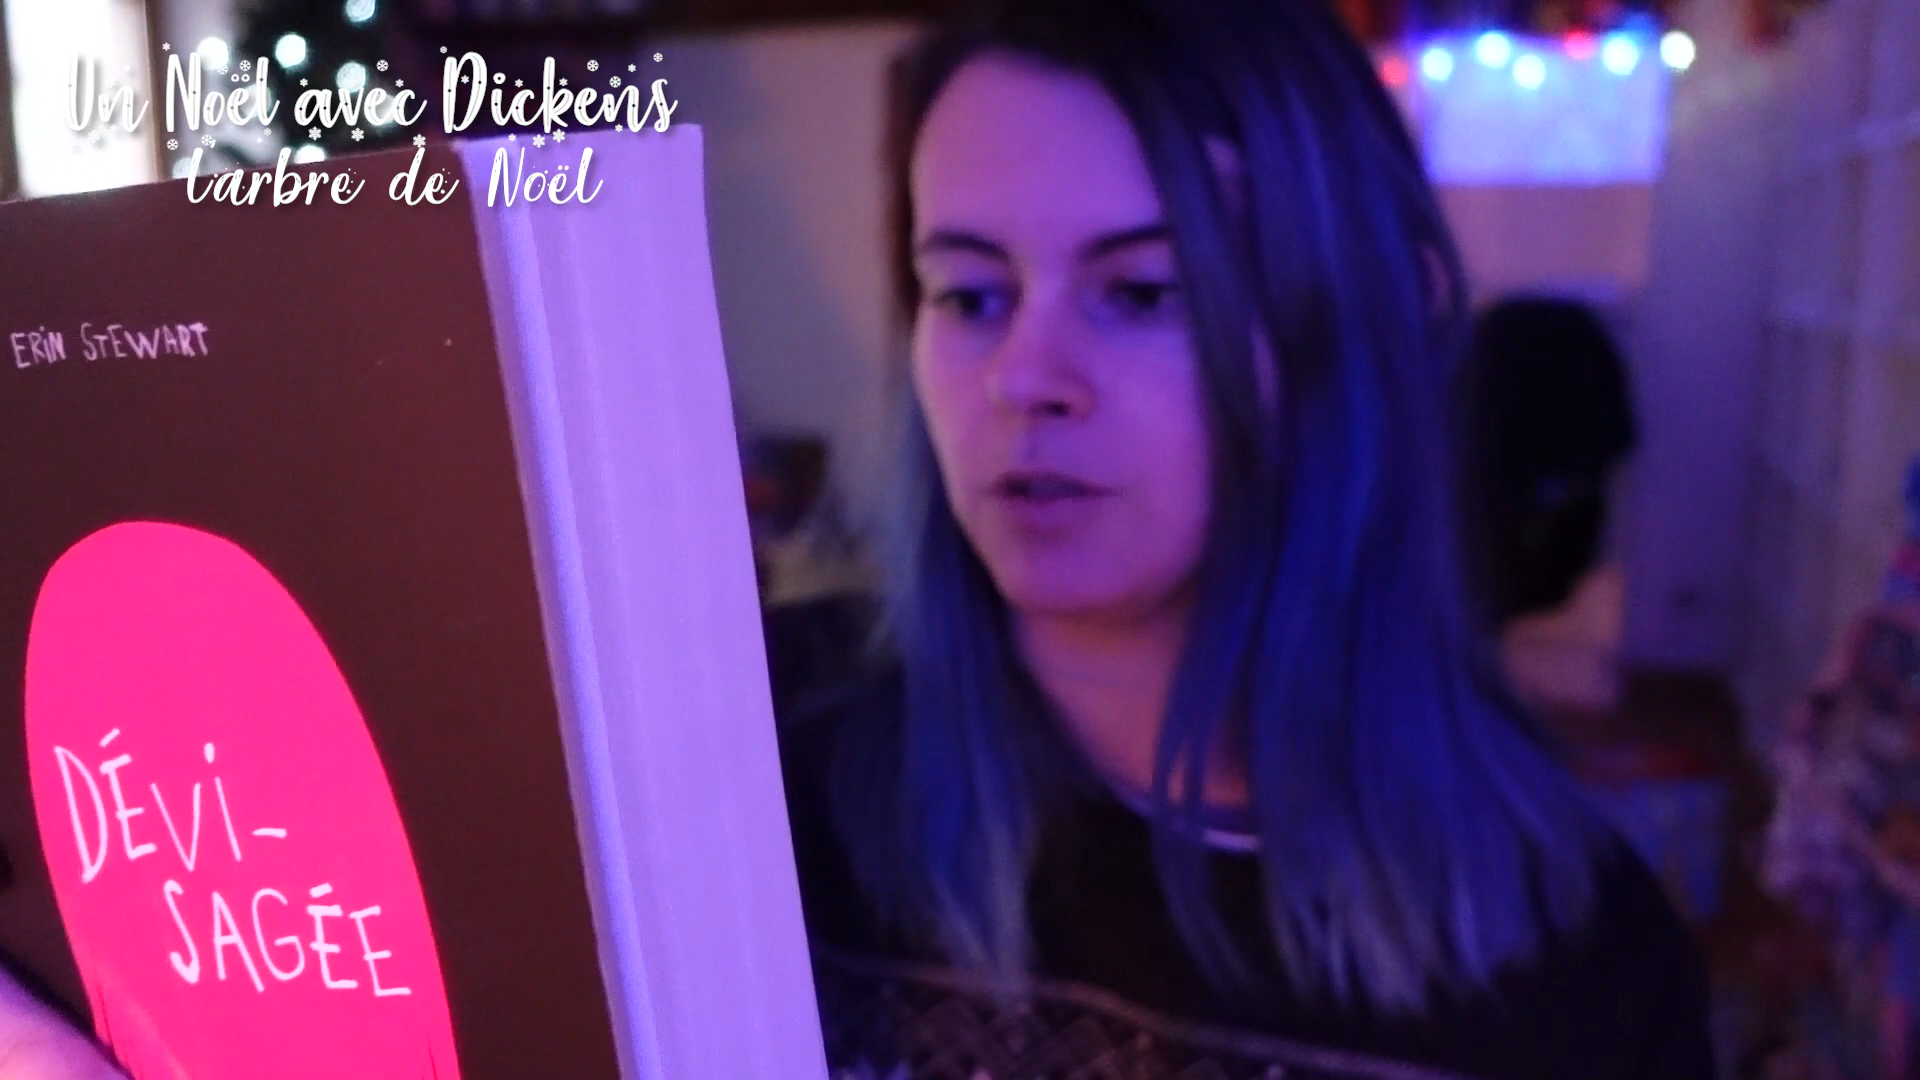 Un Noël avec Dickens
L'arbre de Noël
ERIN STEWART
DÉVI-
SAGÉE